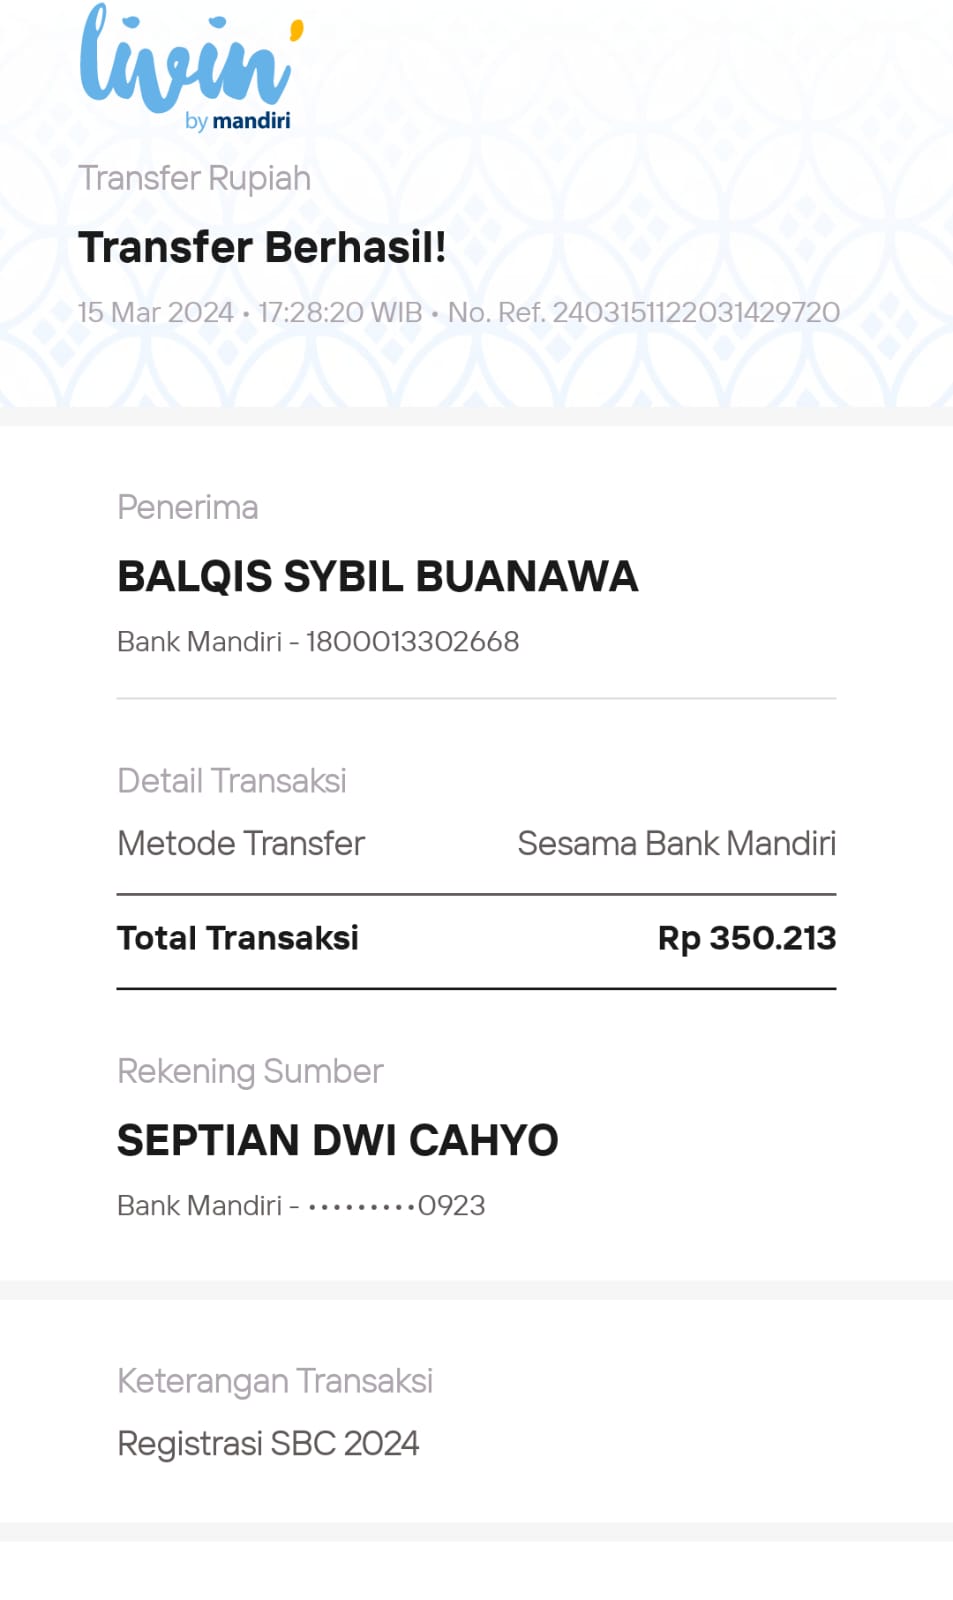 livin'
by mandiri
Transfer Rupiah
Transfer Berhasil!
15 Mar 2024 • 17:28:20 WIB • No. Ref. 2403151122031429720
Penerima
BALQIS SYBIL BUANAWA
Bank Mandiri - 1800013302668
Detail Transaksi
Metode Transfer Sesama Bank Mandiri
Total Transaksi Rp 350.213
Rekening Sumber
SEPTIAN DWI CAHYO
Bank Mandiri - •••••••••0923
Keterangan Transaksi
Registrasi SBC 2024